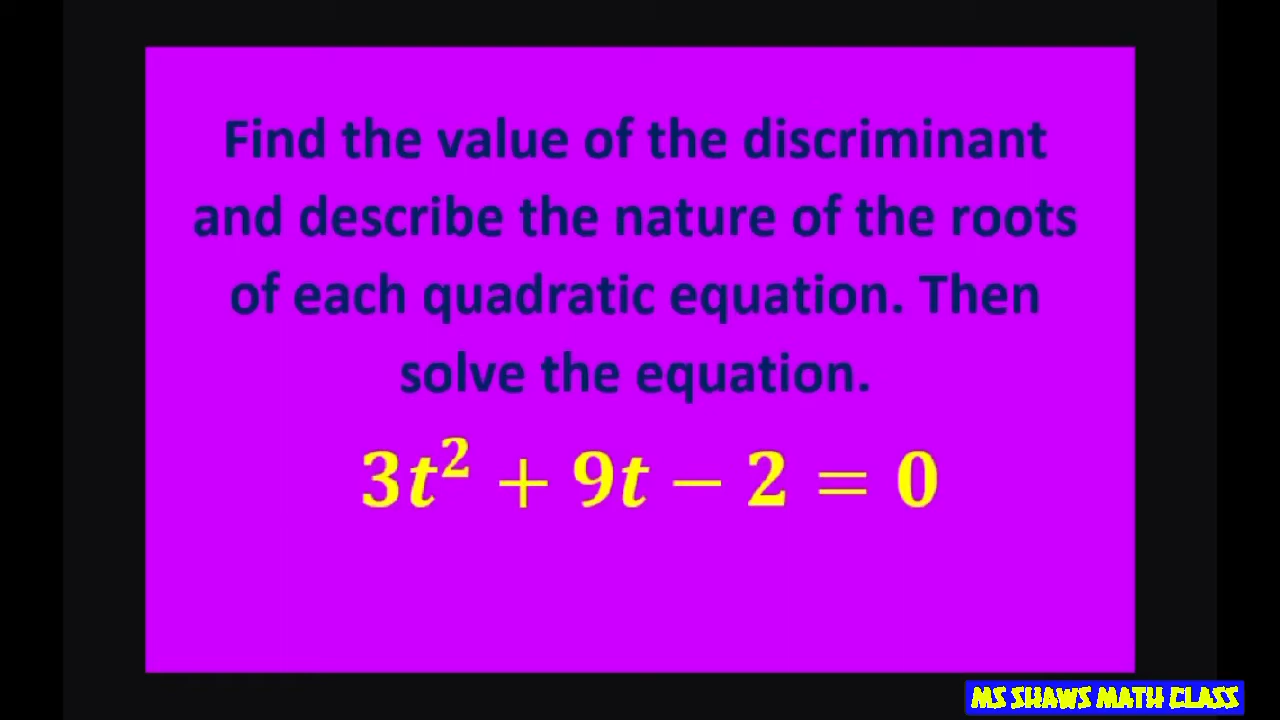 Find the value of the discriminant
and describe the nature of the roots
of each quadratic equation. Then
solve the equation.
3t² + 9t − 2 = 0
MS SHAWS MATH CLASS